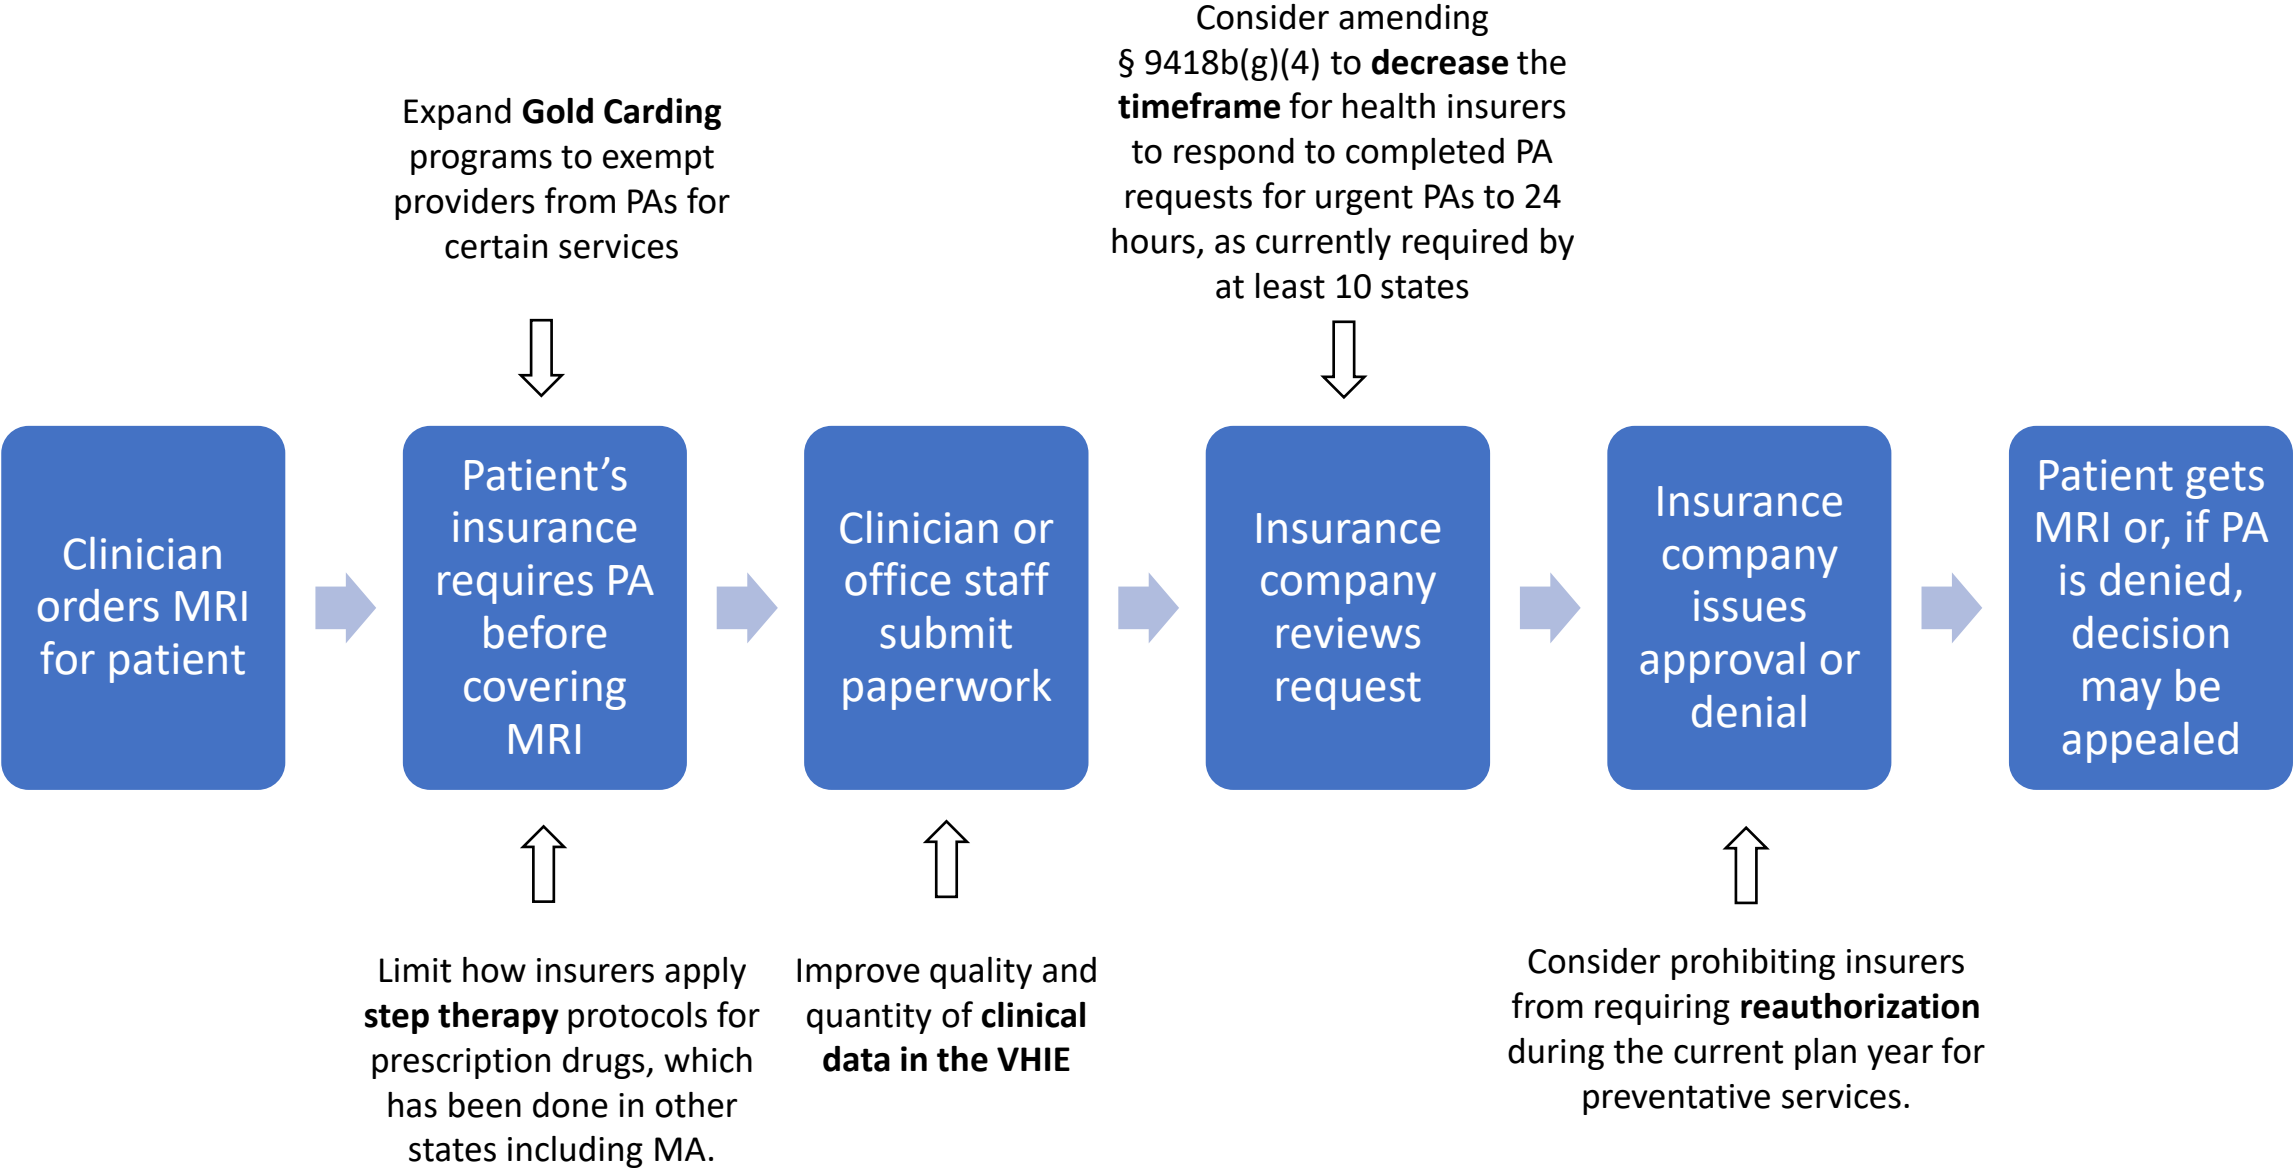 Consider amending
§ 9418b(g)(4) to decrease the
timeframe for health insurers
to respond to completed PA
requests for urgent PAs to 24
hours, as currently required by
at least 10 states
Expand Gold Carding
programs to exempt
providers from PAs for
certain services
Clinician
orders MRI
for patient
Patient’s
insurance
requires PA
before
covering
MRI
Clinician or
office staff
submit
paperwork
Insurance
company
reviews
request
Insurance
company
issues
approval or
denial
Patient gets
MRI or, if PA
is denied,
decision
may be
appealed
Limit how insurers apply
step therapy protocols for
prescription drugs, which
has been done in other
states including MA.
Improve quality and
quantity of clinical
data in the VHIE
Consider prohibiting insurers
from requiring reauthorization
during the current plan year for
preventative services.